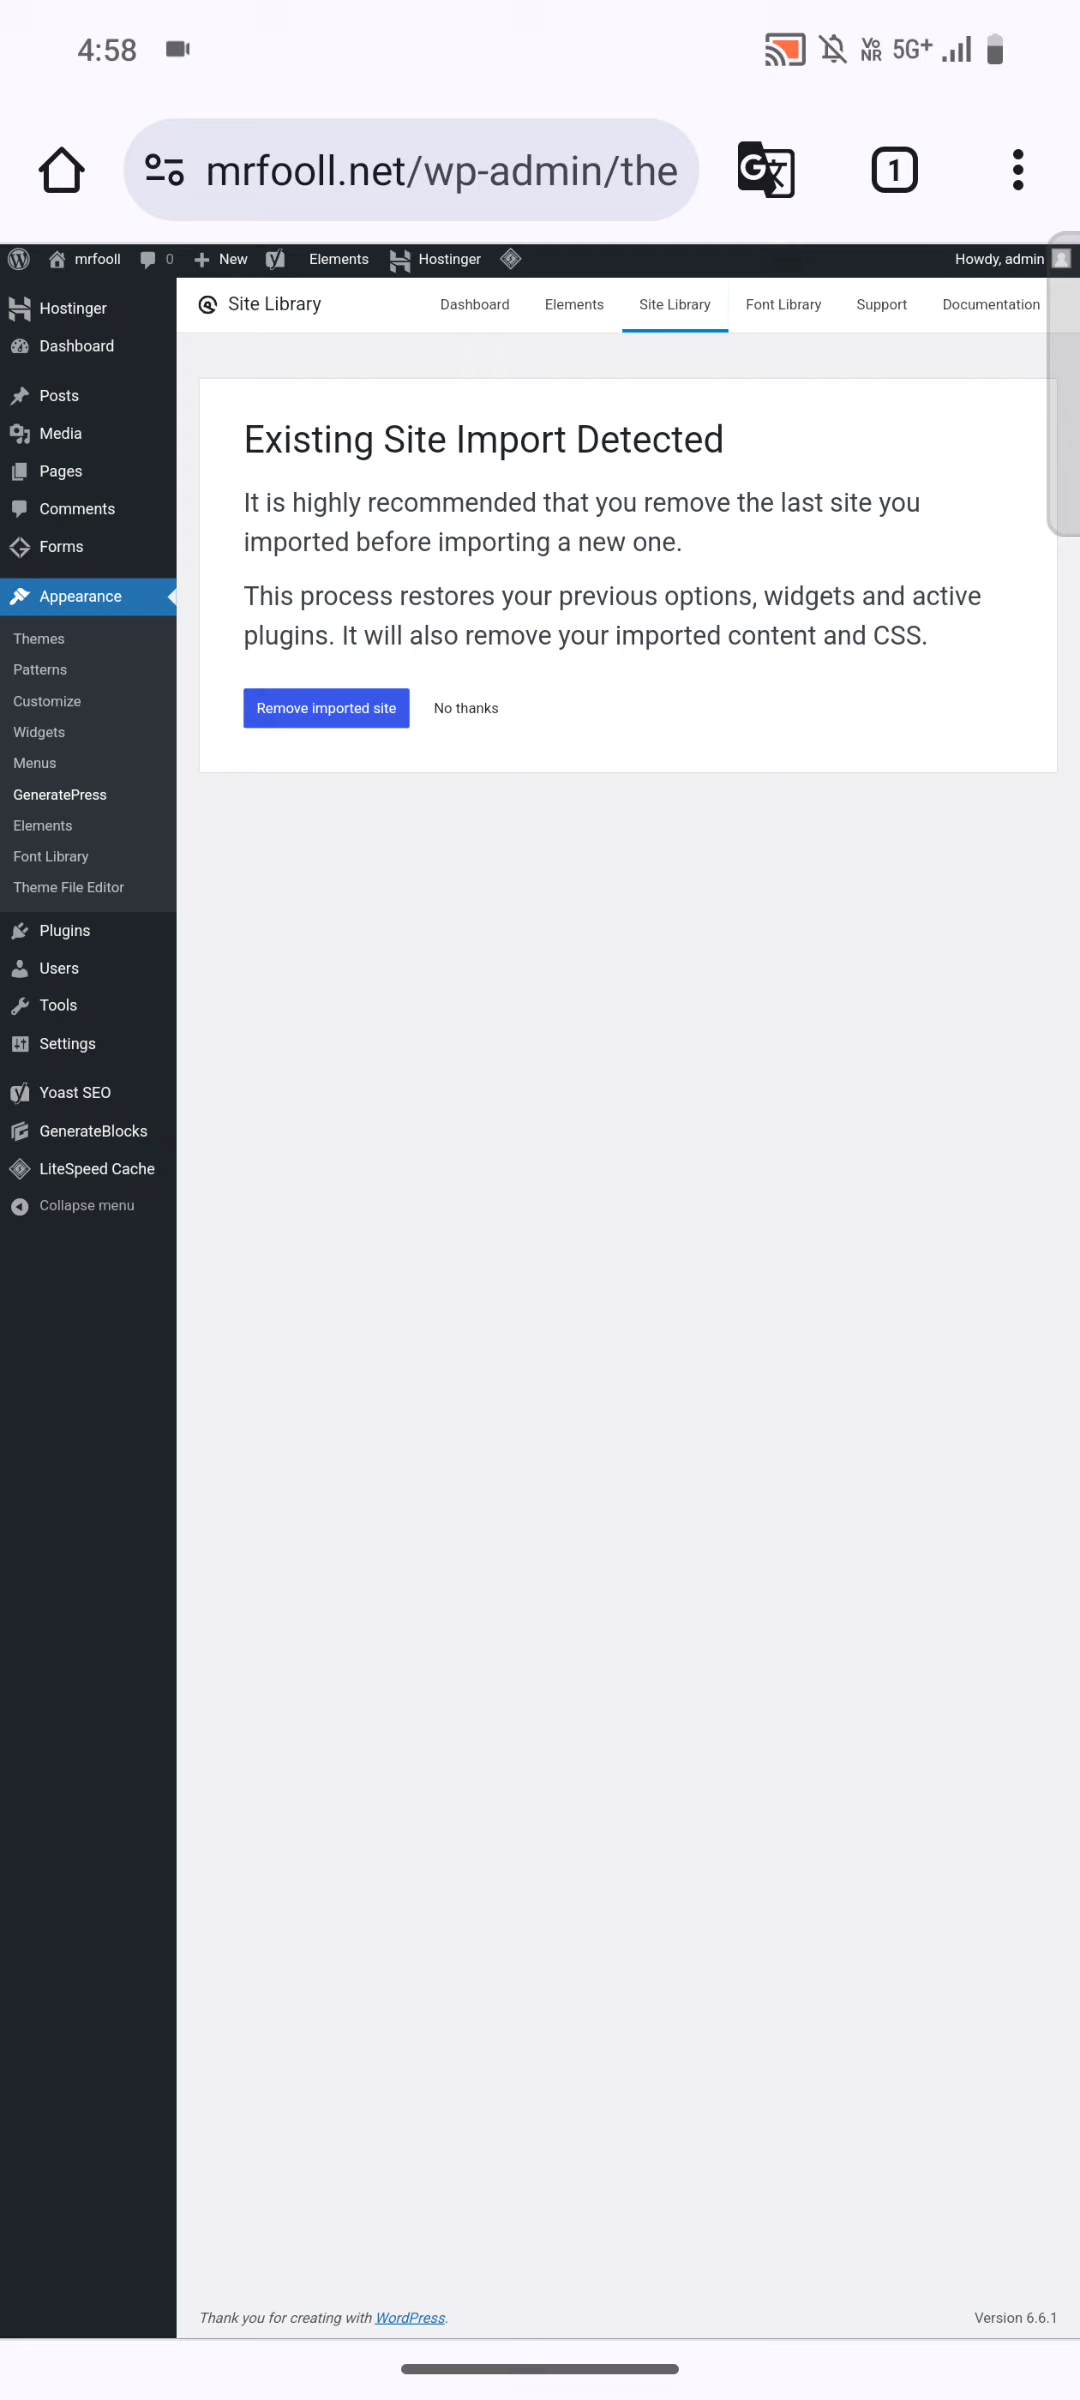 4:58
Vo NR 5G+
mrfooll.net/wp-admin/the
1
mrfooll 0 New Elements Hostinger Howdy, admin
Site Library Dashboard Elements Site Library Font Library Support Documentation
Hostinger
Dashboard
Posts
Media
Pages
Comments
Forms
Appearance
Themes
Patterns
Customize
Widgets
Menus
GeneratePress
Elements
Font Library
Theme File Editor
Plugins
Users
Tools
Settings
Yoast SEO
GenerateBlocks
LiteSpeed Cache
Collapse menu
Existing Site Import Detected
It is highly recommended that you remove the last site you
imported before importing a new one.
This process restores your previous options, widgets and active
plugins. It will also remove your imported content and CSS.
Remove imported site No thanks
Thank you for creating with WordPress. Version 6.6.1